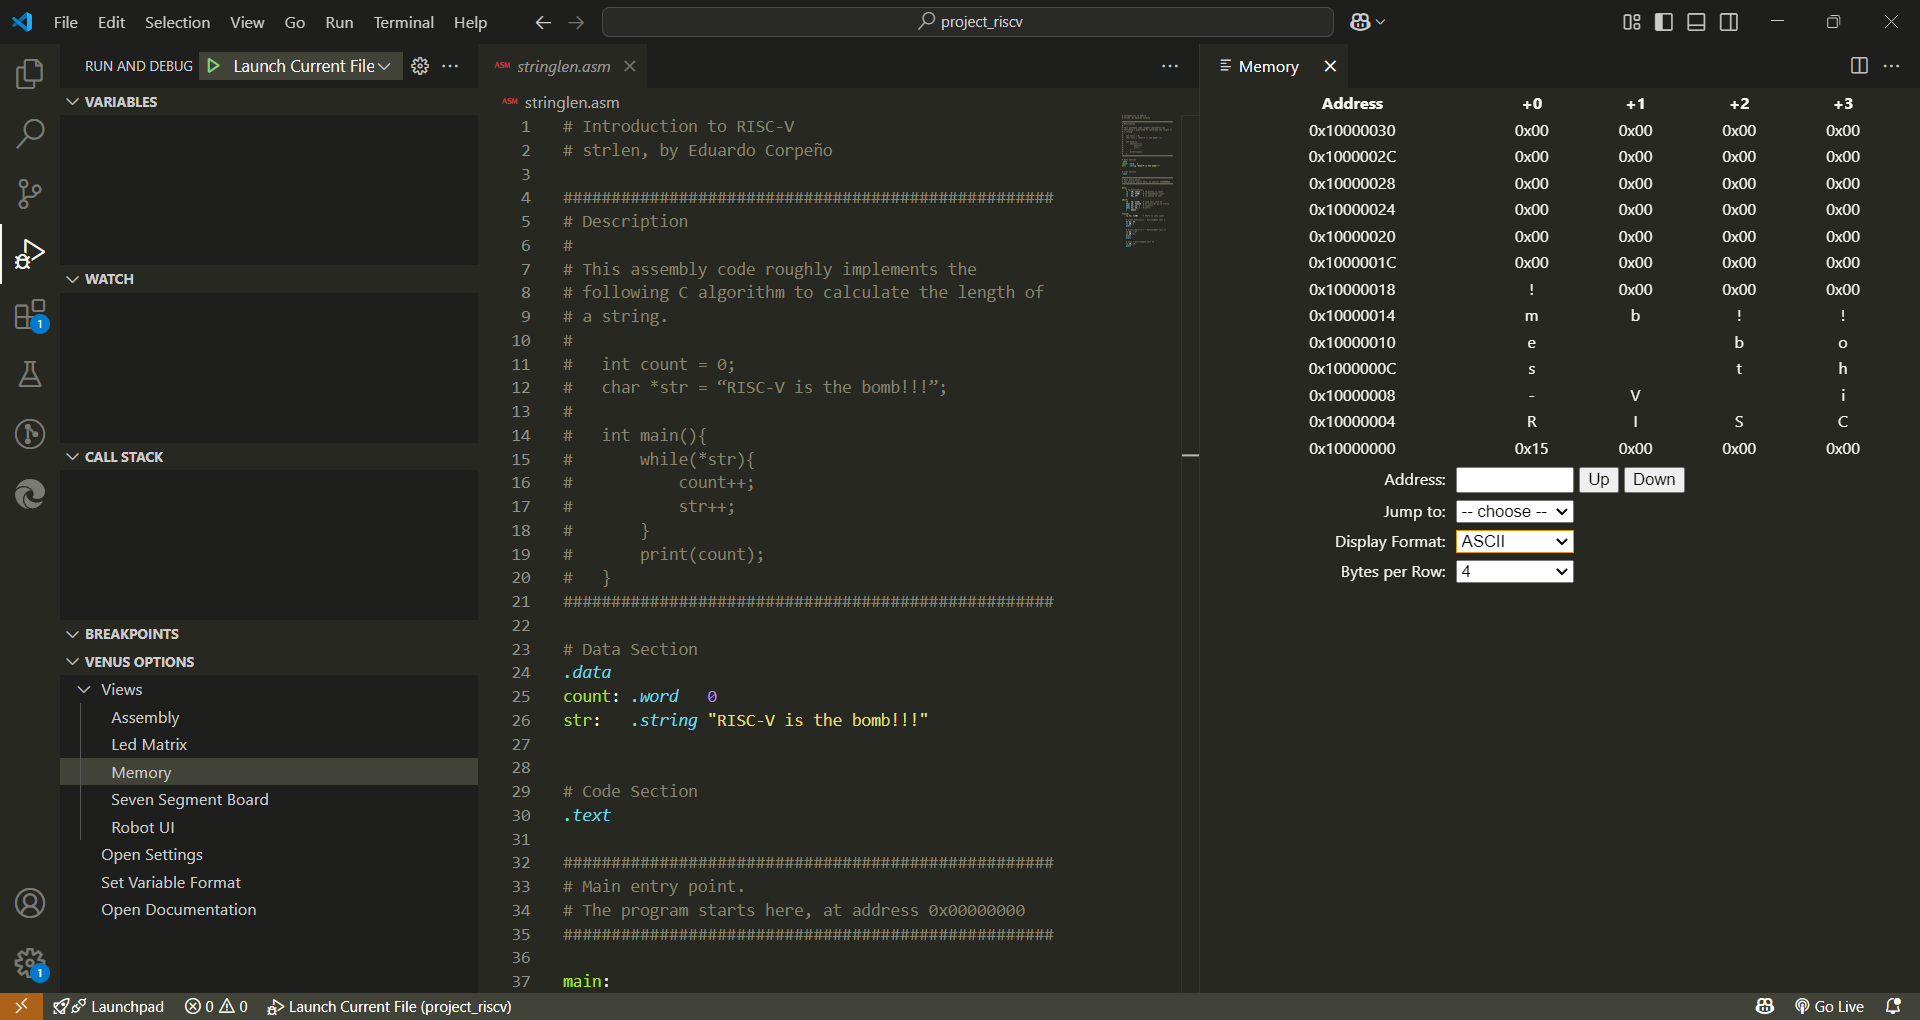 File Edit Selection View Go Run Terminal Help
project_riscv
RUN AND DEBUG Launch Current File
VARIABLES
WATCH
CALL STACK
BREAKPOINTS
VENUS OPTIONS
Views
Assembly
Led Matrix
Memory
Seven Segment Board
Robot UI
Open Settings
Set Variable Format
Open Documentation
1
1
ASM stringlen.asm
ASM stringlen.asm
1 # Introduction to RISC-V
2 # strlen, by Eduardo Corpeño
3
4 ###################################################
5 # Description
6 #
7 # This assembly code roughly implements the
8 # following C algorithm to calculate the length of
9 # a string.
10 #
11 #   int count = 0;
12 #   char *str = “RISC-V is the bomb!!!”;
13 #
14 #   int main(){
15 #       while(*str){
16 #           count++;
17 #           str++;
18 #       }
19 #       print(count);
20 #   }
21 ###################################################
22
23 # Data Section
24 .data
25 count: .word   0
26 str:   .string "RISC-V is the bomb!!!"
27
28
29 # Code Section
30 .text
31
32 ###################################################
33 # Main entry point.
34 # The program starts here, at address 0x00000000
35 ###################################################
36
37 main:
Memory
Address +0 +1 +2 +3
0x10000030 0x00 0x00 0x00 0x00
0x1000002C 0x00 0x00 0x00 0x00
0x10000028 0x00 0x00 0x00 0x00
0x10000024 0x00 0x00 0x00 0x00
0x10000020 0x00 0x00 0x00 0x00
0x1000001C 0x00 0x00 0x00 0x00
0x10000018 ! 0x00 0x00 0x00
0x10000014 m b ! !
0x10000010 e b o
0x1000000C s t h
0x10000008 - V i
0x10000004 R I S C
0x10000000 0x15 0x00 0x00 0x00
Address: Up Down
Jump to: -- choose --
Display Format: ASCII
Bytes per Row: 4
Launchpad 0 0 Launch Current File (project_riscv)
Go Live